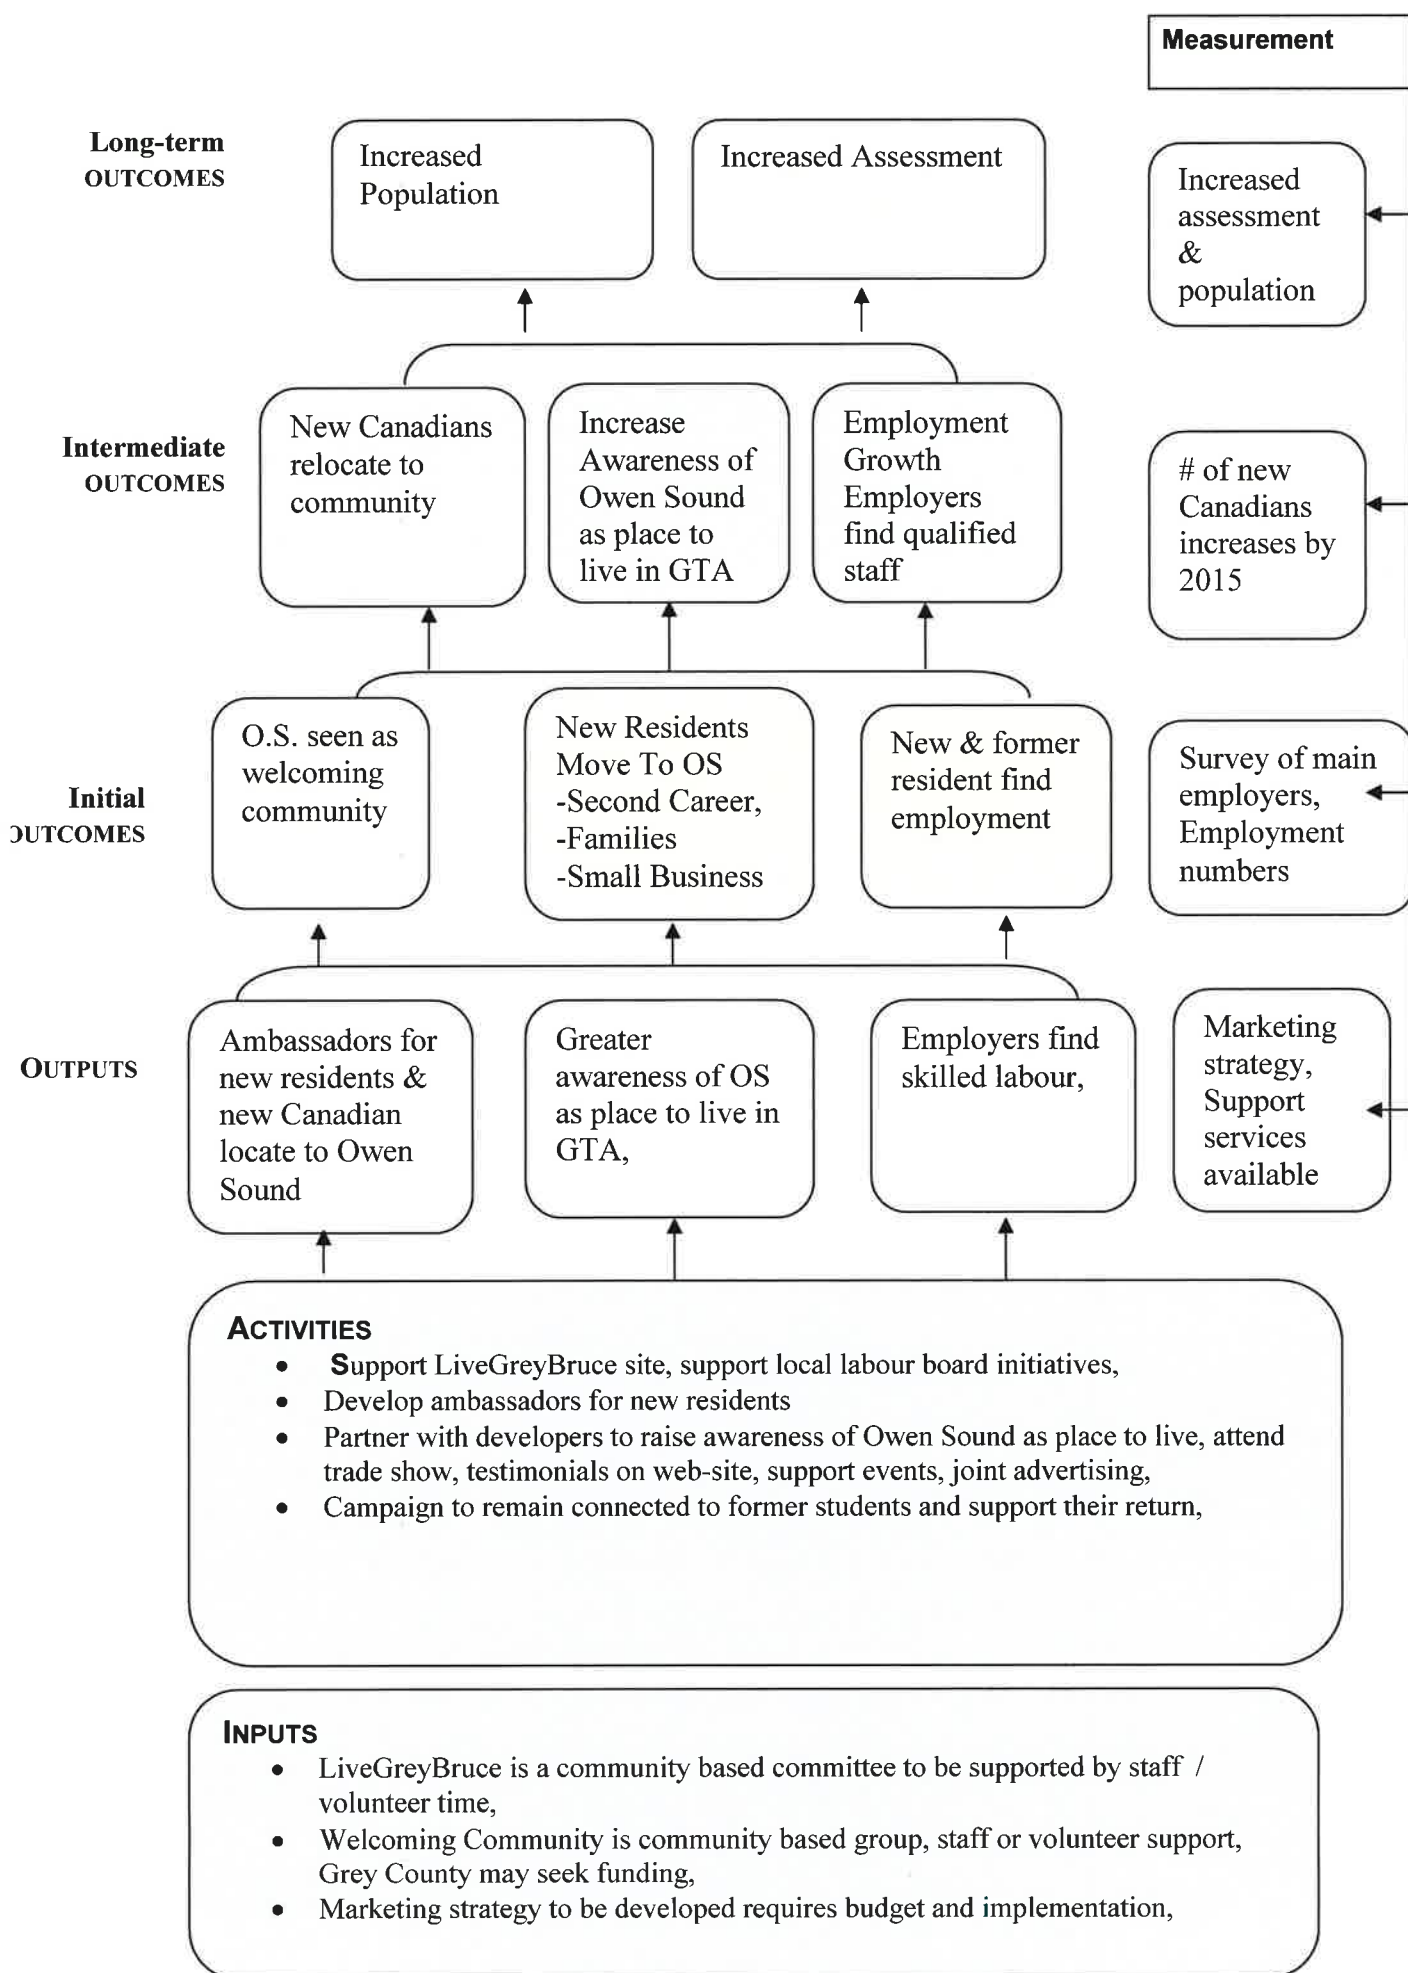 Measurement
Long-term
OUTCOMES
Increased
Population
Increased Assessment
Increased
assessment
&
population
Intermediate
OUTCOMES
New Canadians
relocate to
community
Increase
Awareness of
Owen Sound
as place to
live in GTA
Employment
Growth
Employers
find qualified
staff
# of new
Canadians
increases by
2015
Initial
OUTCOMES
O.S. seen as
welcoming
community
New Residents
Move To OS
-Second Career,
-Families
-Small Business
New & former
resident find
employment
Survey of main
employers,
Employment
numbers
OUTPUTS
Ambassadors for
new residents &
new Canadian
locate to Owen
Sound
Greater
awareness of OS
as place to live in
GTA,
Employers find
skilled labour,
Marketing
strategy,
Support
services
available
ACTIVITIES
• Support LiveGreyBruce site, support local labour board initiatives,
• Develop ambassadors for new residents
• Partner with developers to raise awareness of Owen Sound as place to live, attend
trade show, testimonials on web-site, support events, joint advertising,
• Campaign to remain connected to former students and support their return,
INPUTS
• LiveGreyBruce is a community based committee to be supported by staff /
volunteer time,
• Welcoming Community is community based group, staff or volunteer support,
Grey County may seek funding,
• Marketing strategy to be developed requires budget and implementation,